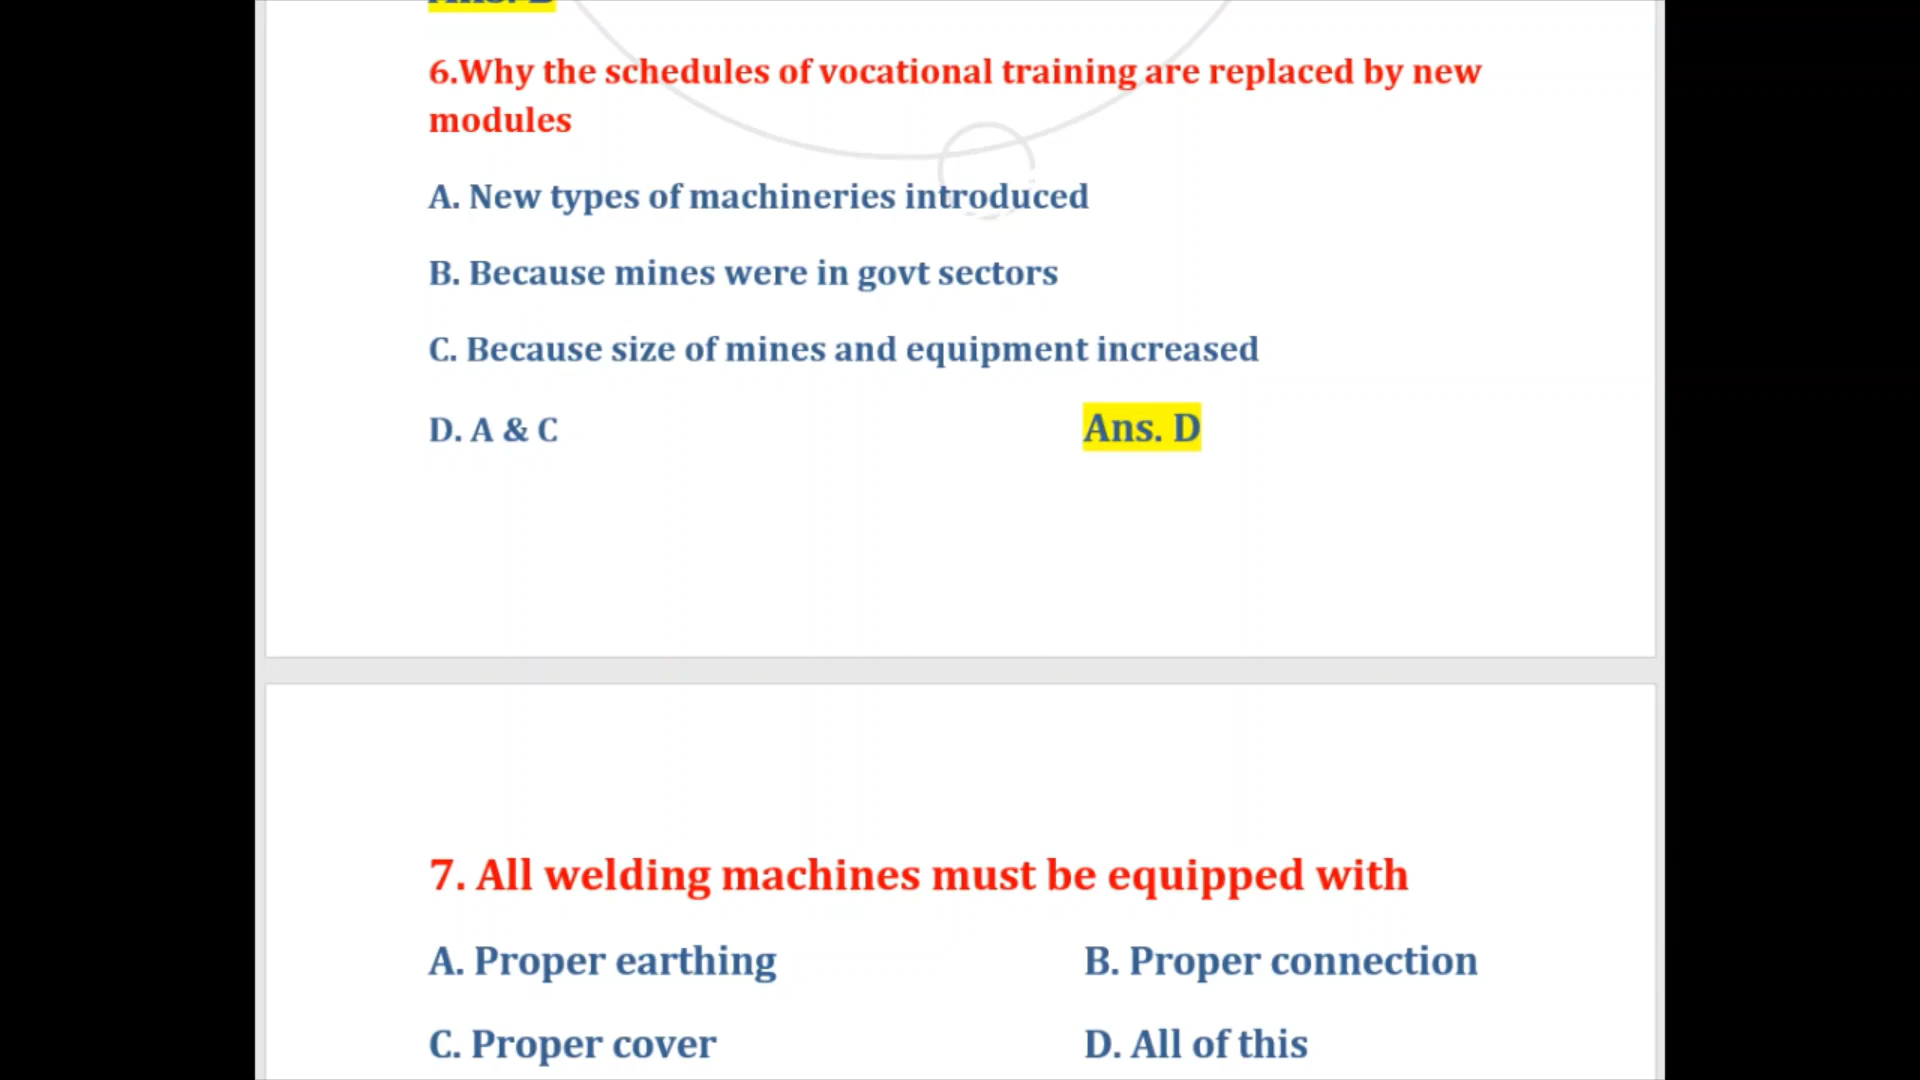 6.Why the schedules of vocational training are replaced by new
modules
A. New types of machineries introduced
B. Because mines were in govt sectors
C. Because size of mines and equipment increased
D. A & C Ans. D
7. All welding machines must be equipped with
A. Proper earthing B. Proper connection
C. Proper cover D. All of this